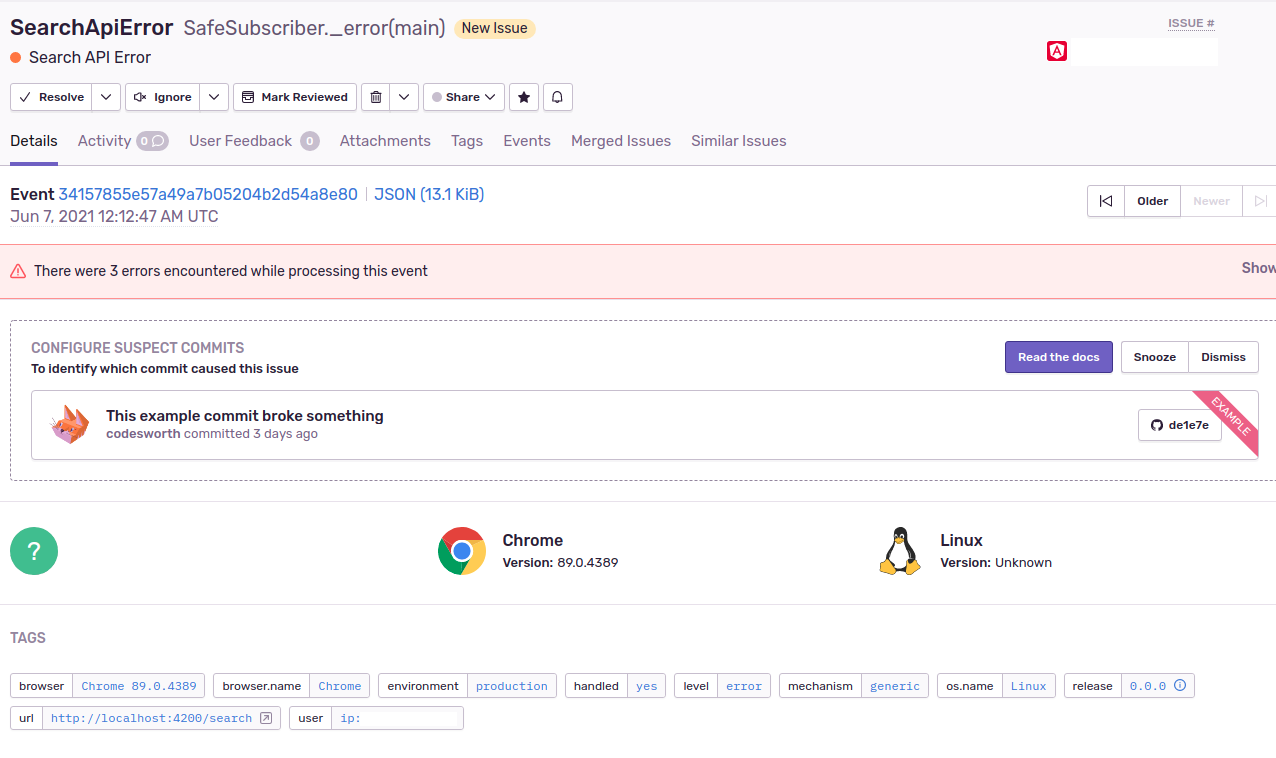 SearchApiError SafeSubscriber._error(main) New Issue
ISSUE #
Search API Error
Resolve Ignore Mark Reviewed Share
Details Activity 0 User Feedback 0 Attachments Tags Events Merged Issues Similar Issues
Event 34157855e57a49a7b05204b2d54a8e80 JSON (13.1 KiB)
Jun 7, 2021 12:12:47 AM UTC
Older Newer
There were 3 errors encountered while processing this event
Show
CONFIGURE SUSPECT COMMITS
To identify which commit caused this issue
Read the docs Snooze Dismiss
This example commit broke something
codesworth committed 3 days ago
de1e7e
EXAMPLE
?
Chrome
Version: 89.0.4389
Linux
Version: Unknown
TAGS
browser Chrome 89.0.4389 browser.name Chrome environment production handled yes level error mechanism generic os.name Linux release 0.0.0
url http://localhost:4200/search user ip: